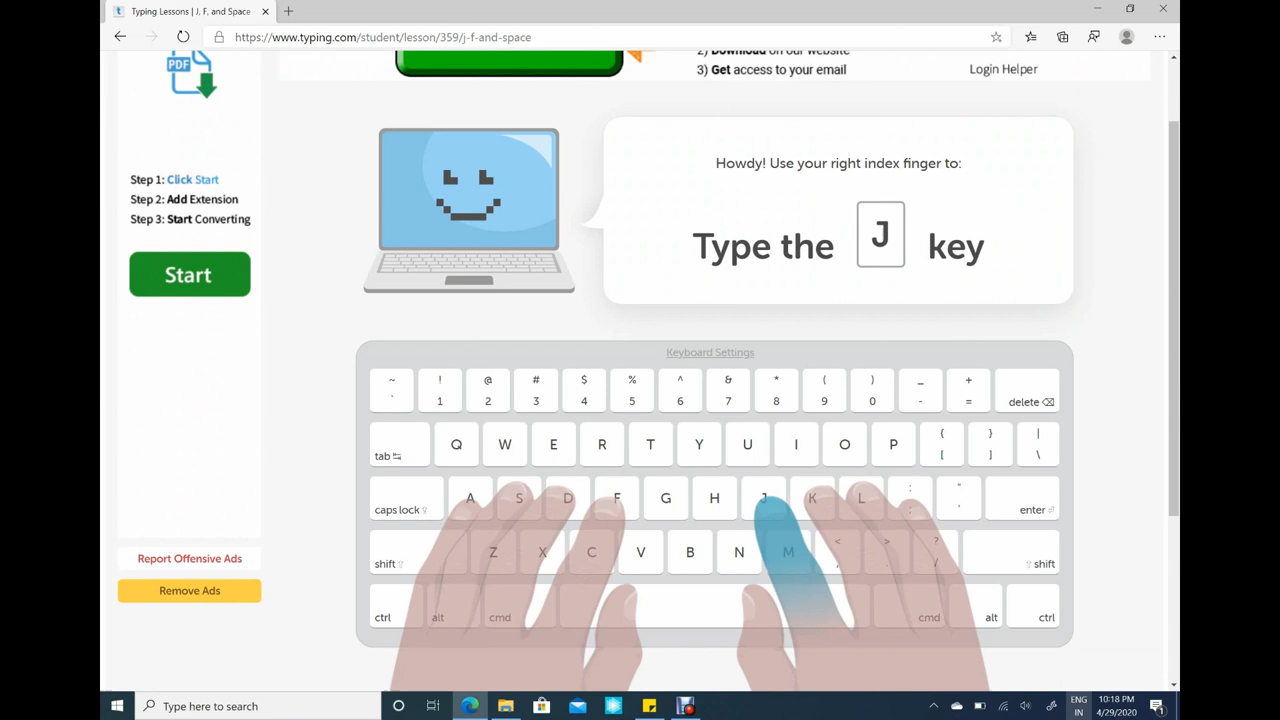 Typing Lessons | J, F, and Space
https://www.typing.com/student/lesson/359/j-f-and-space
2) Download on our website
3) Get access to your email
Login Helper
PDF
Step 1: Click Start
Step 2: Add Extension
Step 3: Start Converting
Start
Report Offensive Ads
Remove Ads
Howdy! Use your right index finger to:
Type the J key
Keyboard Settings
~ ! @ # $ % ^ & * ( ) _ +
` 1 2 3 4 5 6 7 8 9 0 - = delete
tab Q W E R T Y U I O P { } |
[ ] \
caps lock A S D F G H J K L : "
; ' enter
shift Z X C V B N M < > ?
, . / shift
ctrl alt cmd cmd alt ctrl
Type here to search
ENG
IN
10:18 PM
4/29/2020
1